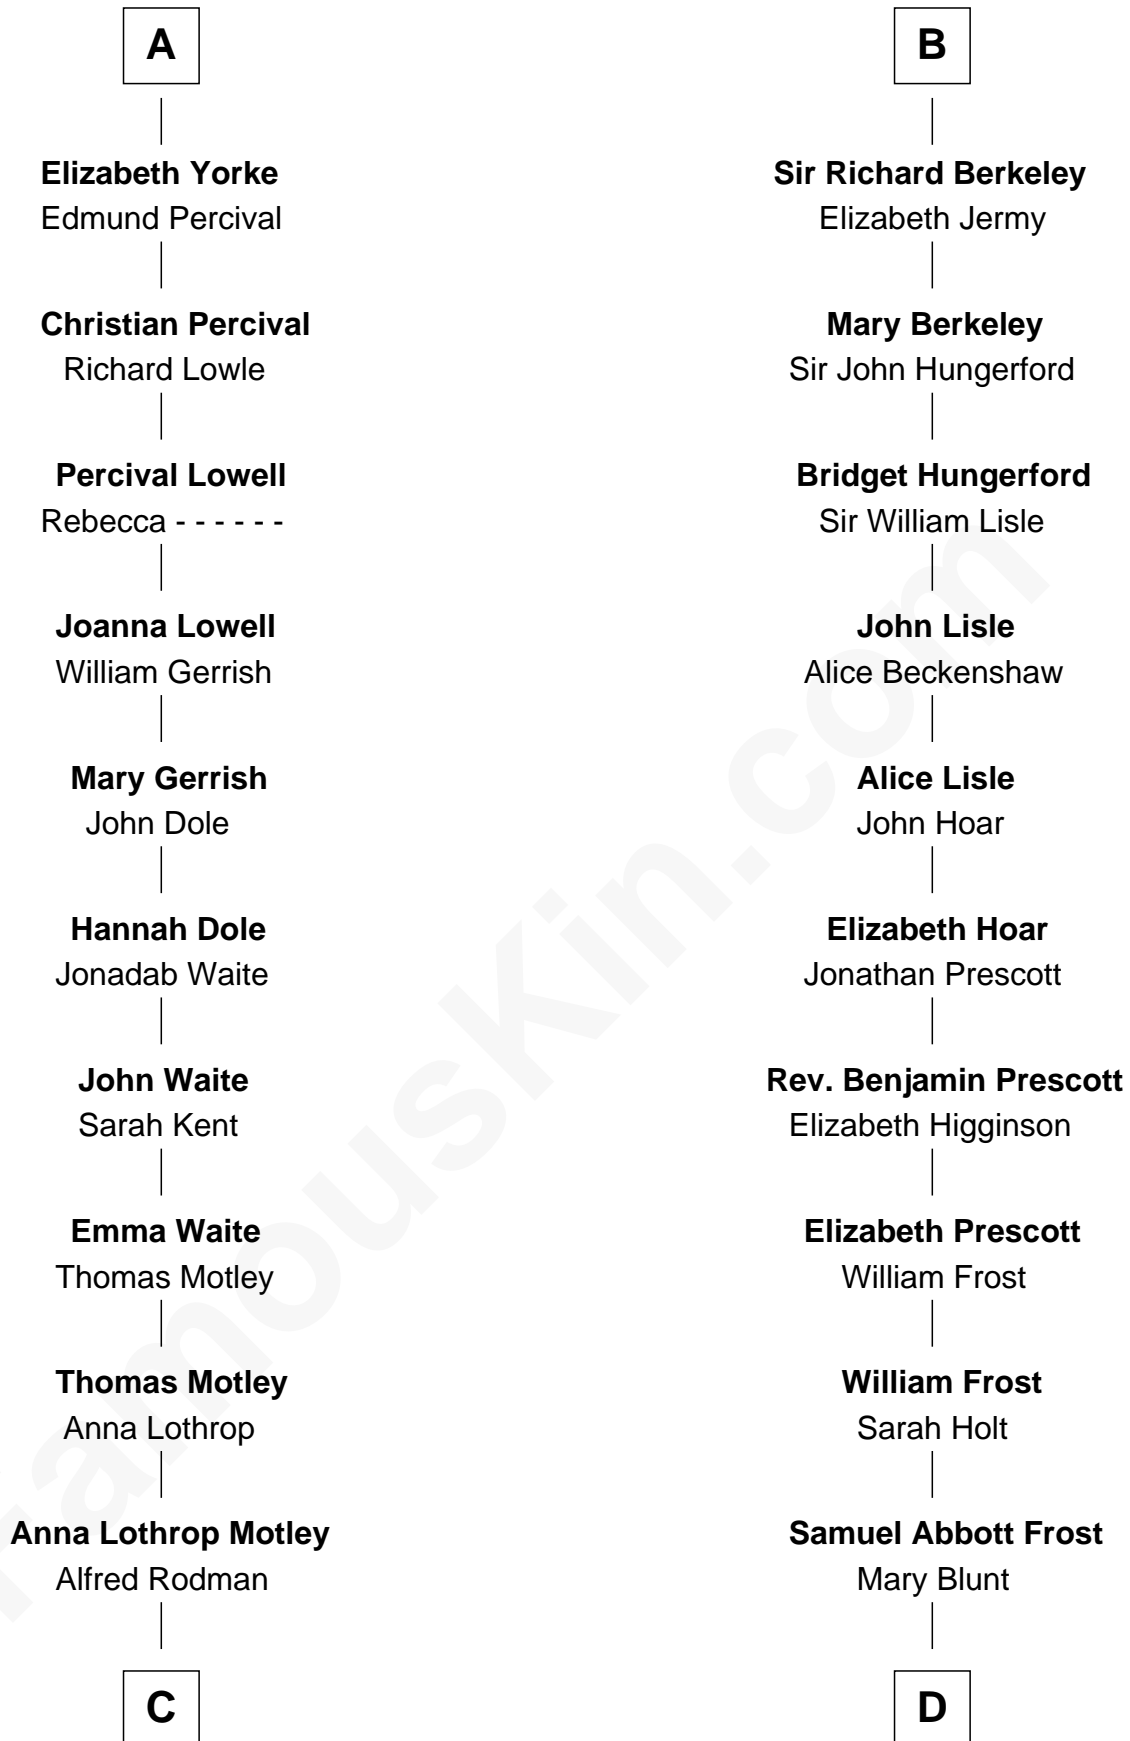 A
Elizabeth Yorke
Edmund Percival
Christian Percival
Richard Lowle
Percival Lowell
Rebecca - - - - - -
Joanna Lowell
William Gerrish
Mary Gerrish
John Dole
Hannah Dole
Jonadab Waite
John Waite
Sarah Kent
Emma Waite
Thomas Motley
Thomas Motley
Anna Lothrop
Anna Lothrop Motley
Alfred Rodman
C
B
Sir Richard Berkeley
Elizabeth Jermy
Mary Berkeley
Sir John Hungerford
Bridget Hungerford
Sir William Lisle
John Lisle
Alice Beckenshaw
Alice Lisle
John Hoar
Elizabeth Hoar
Jonathan Prescott
Rev. Benjamin Prescott
Elizabeth Higginson
Elizabeth Prescott
William Frost
William Frost
Sarah Holt
Samuel Abbott Frost
Mary Blunt
D
FamousKin.com